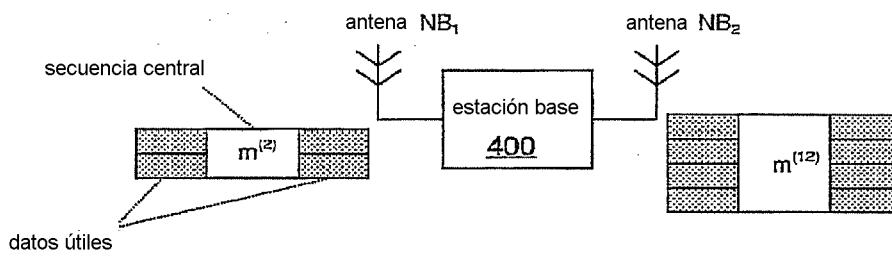 antena NB₁
antena NB₂
secuencia central
estación base
400
m⁽²⁾
m⁽¹²⁾
datos útiles